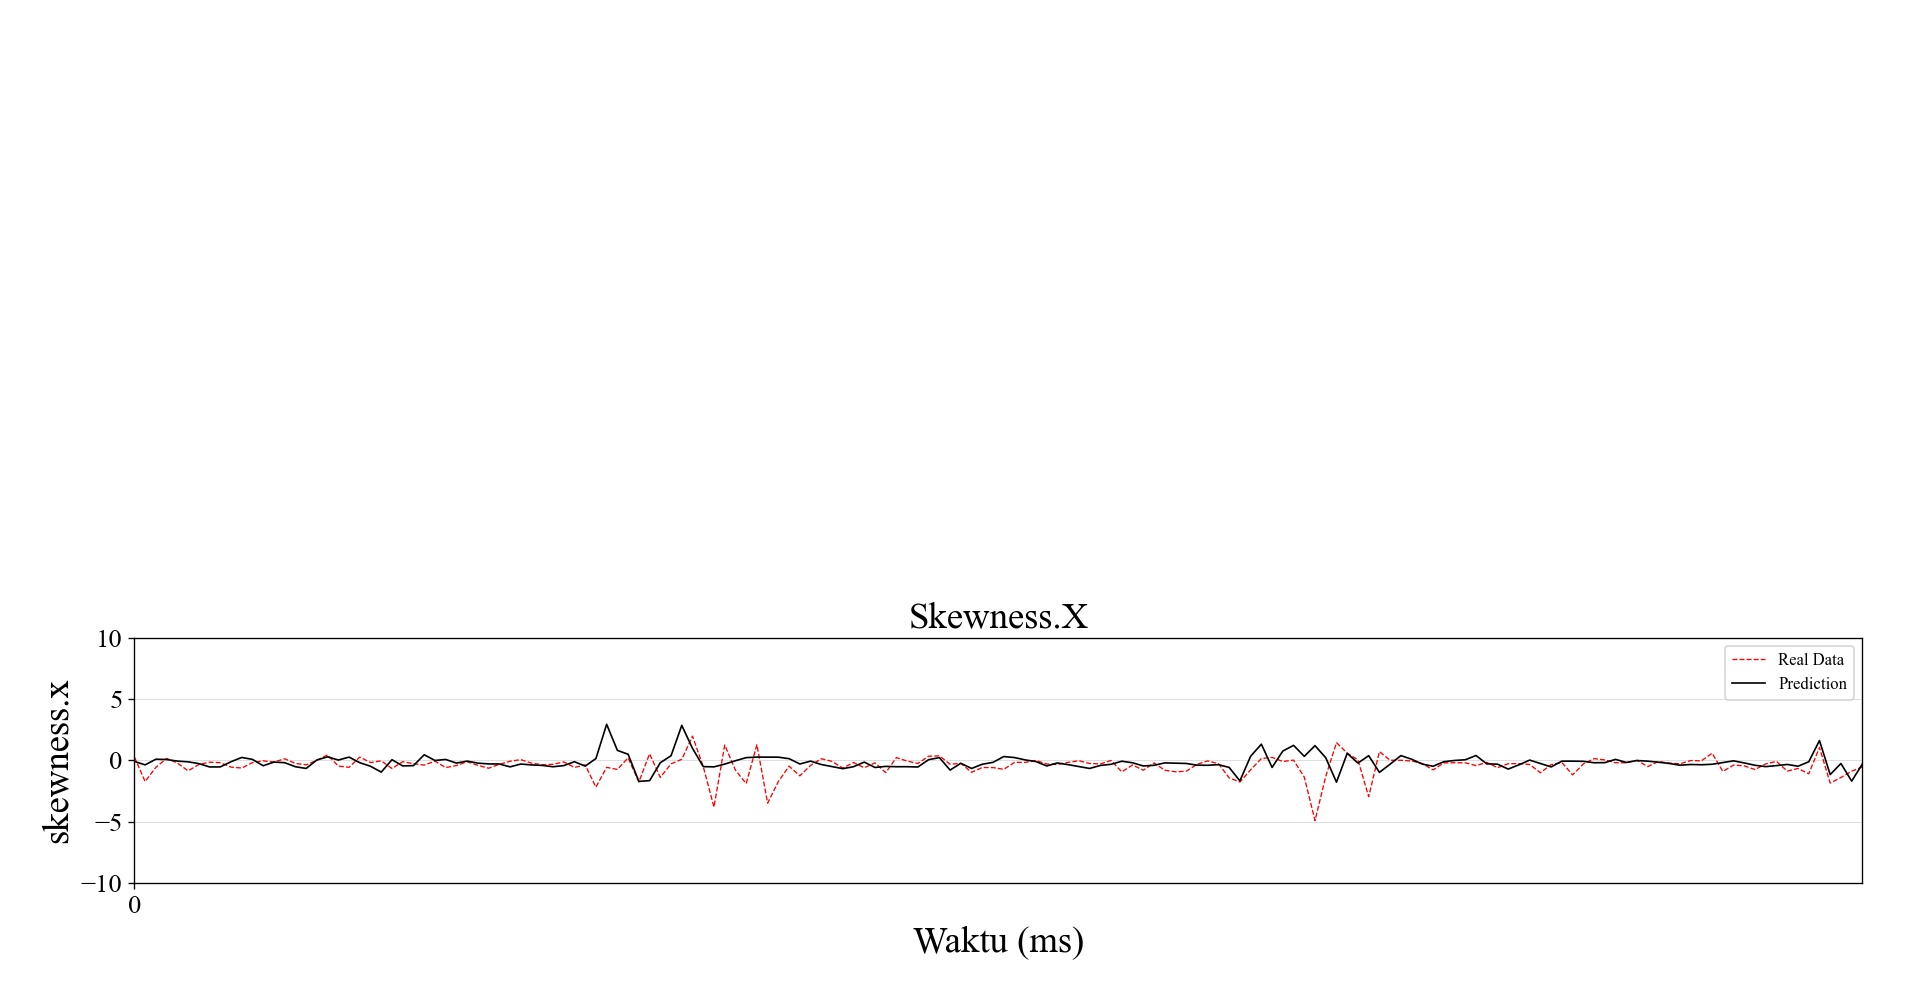 Skewness.X
10
5
0
−5
−10
skewness.x
Real Data
Prediction
0
Waktu (ms)